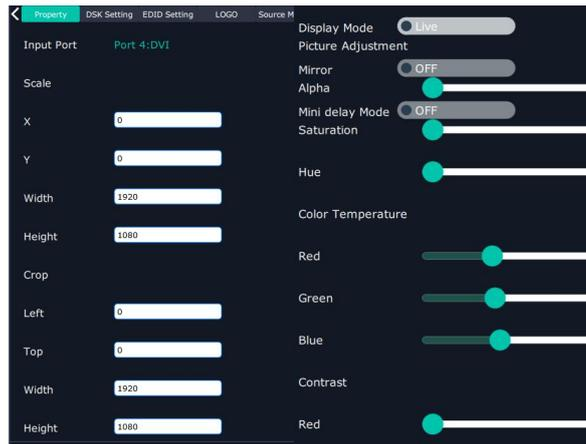 Property DSK Setting EDID Setting LOGO Source M
Input Port Port 4:DVI
Scale
X 0
Y 0
Width 1920
Height 1080
Crop
Left 0
Top 0
Width 1920
Height 1080
Display Mode Live
Picture Adjustment
Mirror OFF
Alpha
Mini delay Mode OFF
Saturation
Hue
Color Temperature
Red
Green
Blue
Contrast
Red